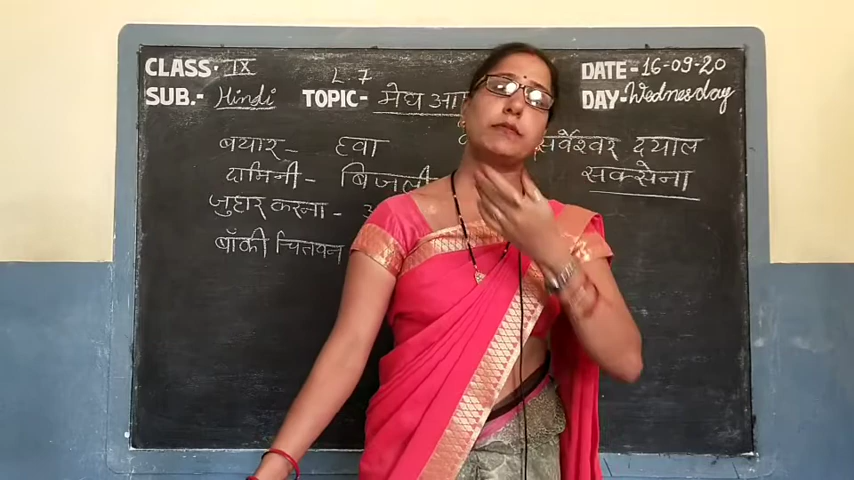 CLASS - IX L.7 DATE - 16-09-20
SUB. - Hindi TOPIC - मेघ DAY - Wednesday
बयार - हवा सर्वेश्वर दयाल
दामिनी - बिजली सक्सेना
जुहार करना -
बाँकी चितवन